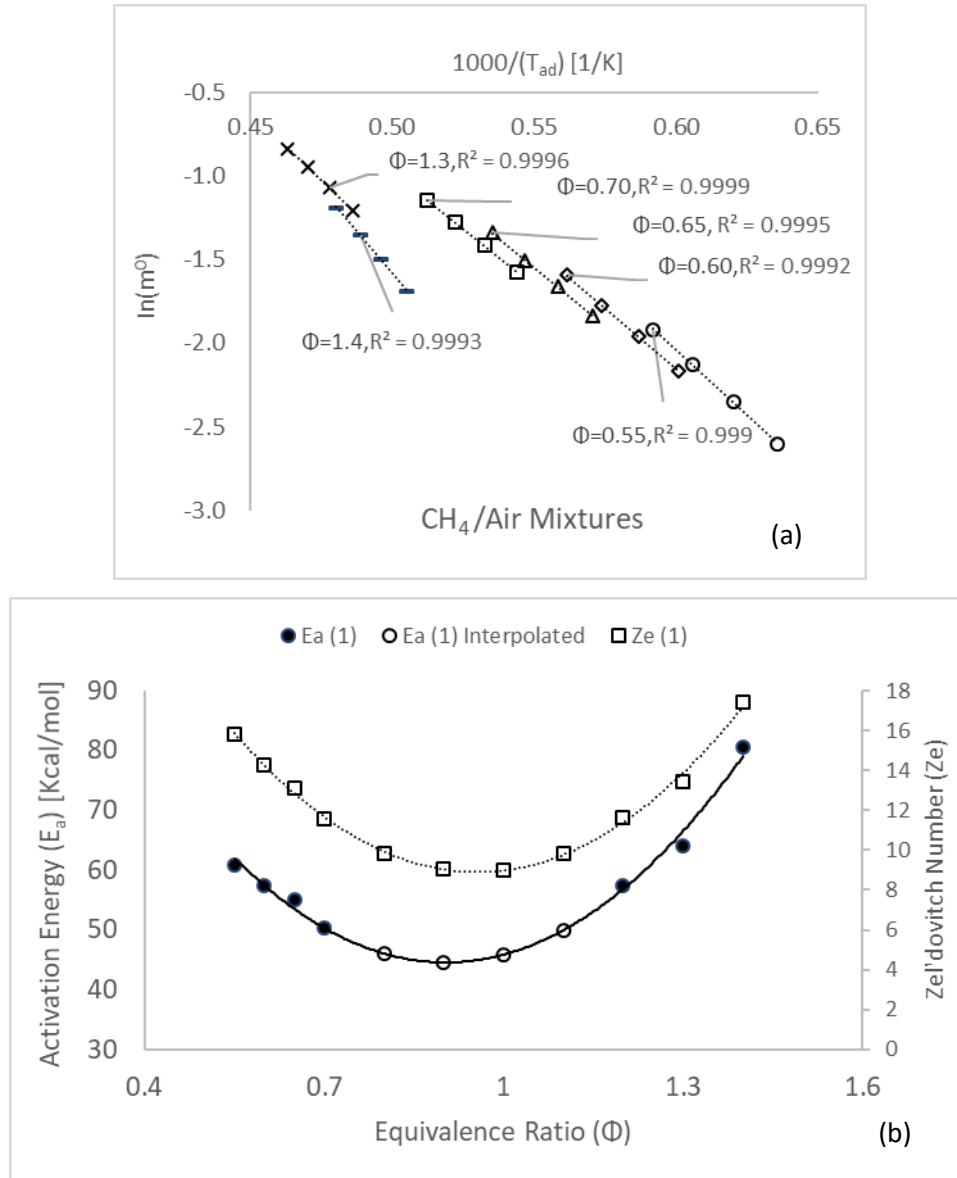 1000/(Tad) [1/K]
-0.5
0.45 0.50 0.55 0.60 0.65
-1.0
-1.5
-2.0
-2.5
-3.0
ln(m⁰)
Φ=1.3,R² = 0.9996
Φ=0.70,R² = 0.9999
Φ=0.65, R² = 0.9995
Φ=0.60,R² = 0.9992
Φ=1.4,R² = 0.9993
Φ=0.55,R² = 0.999
CH₄/Air Mixtures
(a)
Ea (1) Ea (1) Interpolated Ze (1)
Activation Energy (Eₐ) [Kcal/mol]
90
80
70
60
50
40
30
18
16
14
12
10
8
6
4
2
0
Zel'dovitch Number (Ze)
0.4 0.7 1 1.3 1.6
Equivalence Ratio (Φ)
(b)